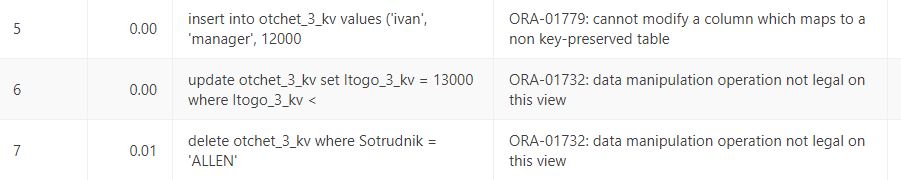 5 0.00 insert into otchet_3_kv values ('ivan', ORA-01779: cannot modify a column which maps to a
'manager', 12000 non key-preserved table
6 0.00 update otchet_3_kv set Itogo_3_kv = 13000 ORA-01732: data manipulation operation not legal on
where Itogo_3_kv < this view
7 0.01 delete otchet_3_kv where Sotrudnik = ORA-01732: data manipulation operation not legal on
'ALLEN' this view